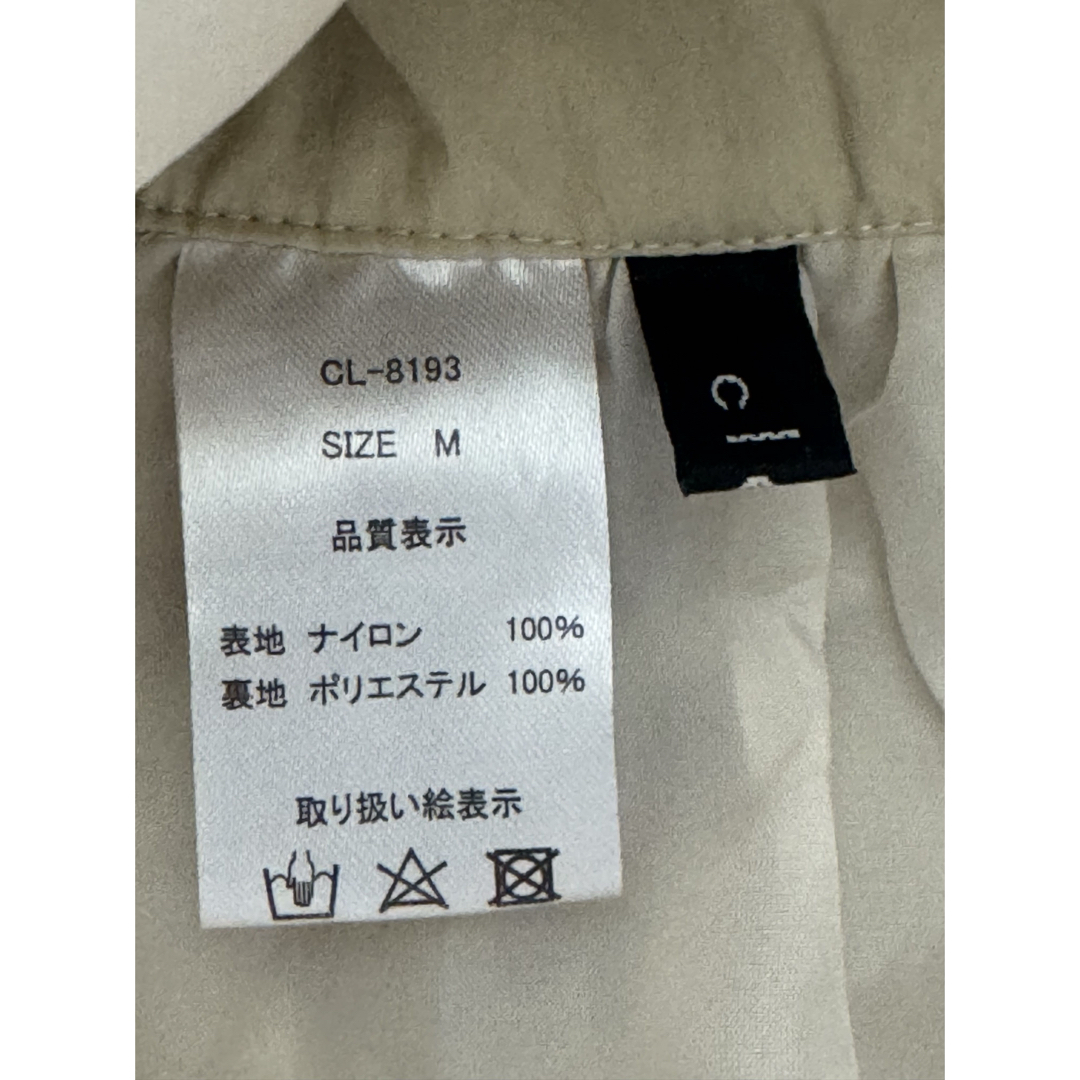 CL-8193
SIZE M
品質表示
表地 ナイロン 100%
裏地 ポリエステル 100%
取り扱い絵表示